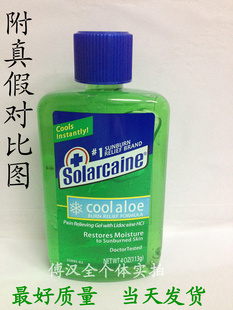 附真假对比图
Cools
instantly!
#1 SUNBURN
RELIEF BRAND
Solarcaine®
cool aloe
BURN RELIEF FORMULA
Pain Relieving Gel with Lidocaine HCl
Restores Moisture
to Sunburned Skin
Doctor Tested
NET WT 4 OZ (113g)
傅汉全个体实拍
最好质量 当天发货